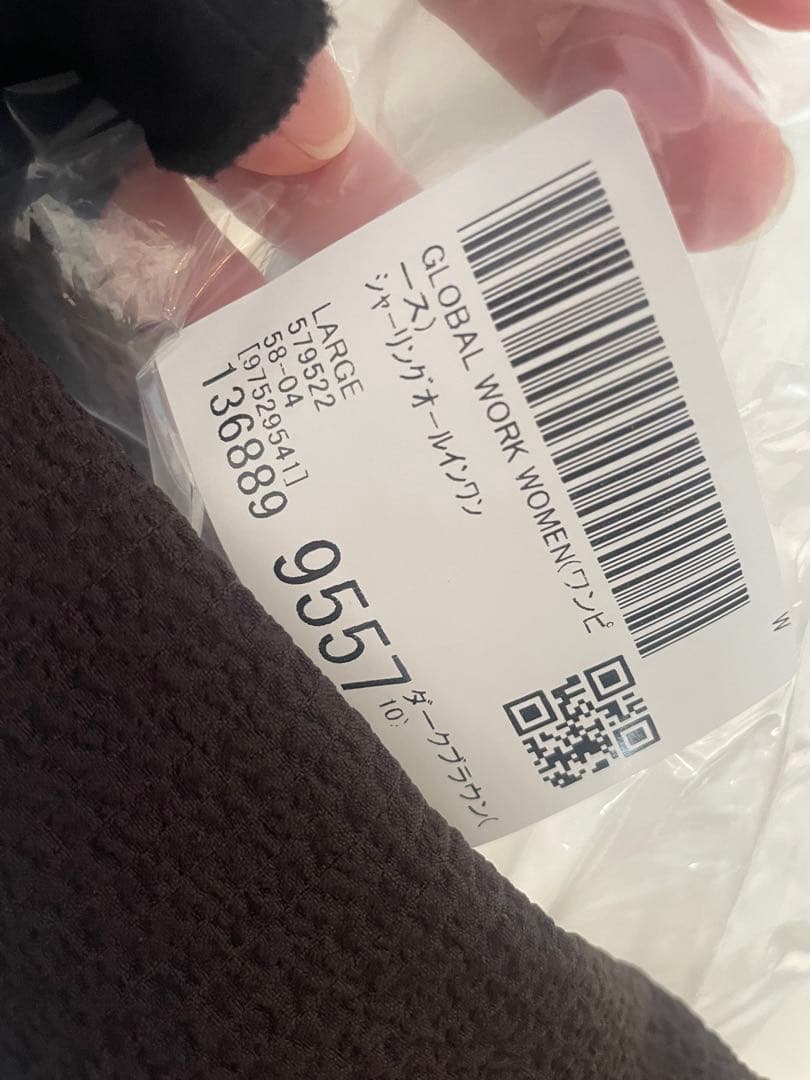 GLOBAL WORK WOMEN(ワンピ
ース)
シャーリングオールインワン
LARGE
579522
58-04
[97529541]
136889
9557
ダークブラウン(
10)
W